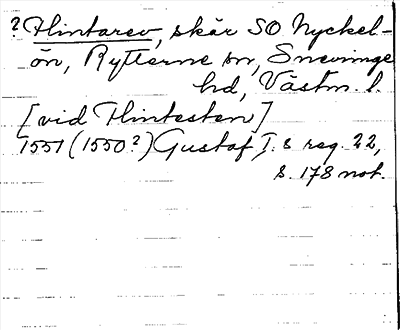 ? Flintarev, skär SO Nyckel-
ön, Rytterne sn, Snevringe
hd, Västm. l.
[vid Flintesten]
1551 (1550?) Gustaf I:s reg. 22,
s. 178 not.